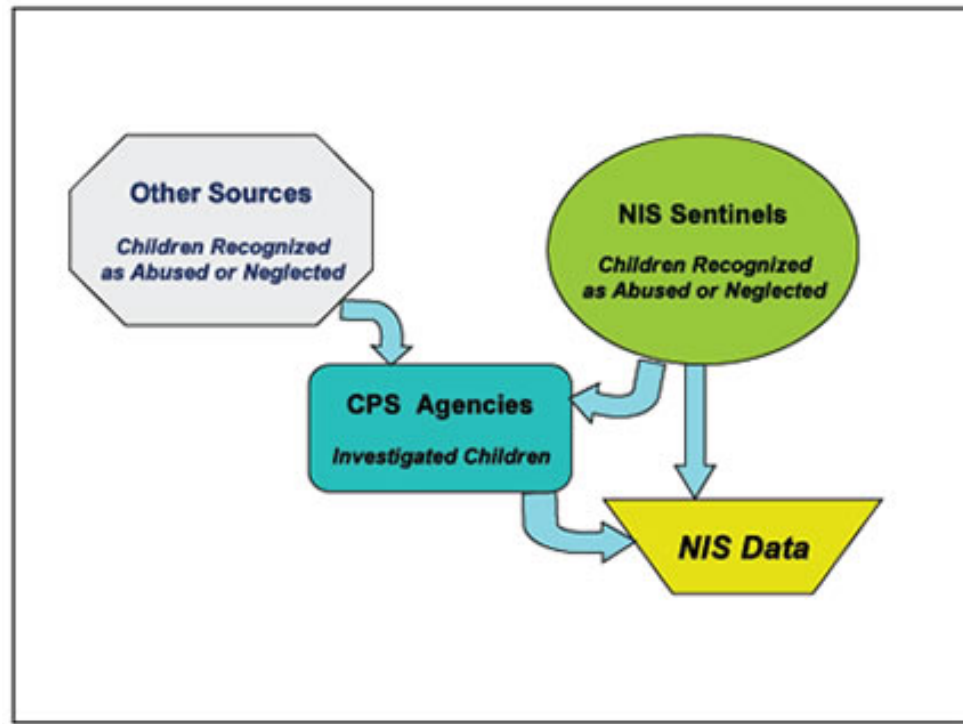 Other Sources
Children Recognized
as Abused or Neglected
NIS Sentinels
Children Recognized
as Abused or Neglected
CPS Agencies
Investigated Children
NIS Data